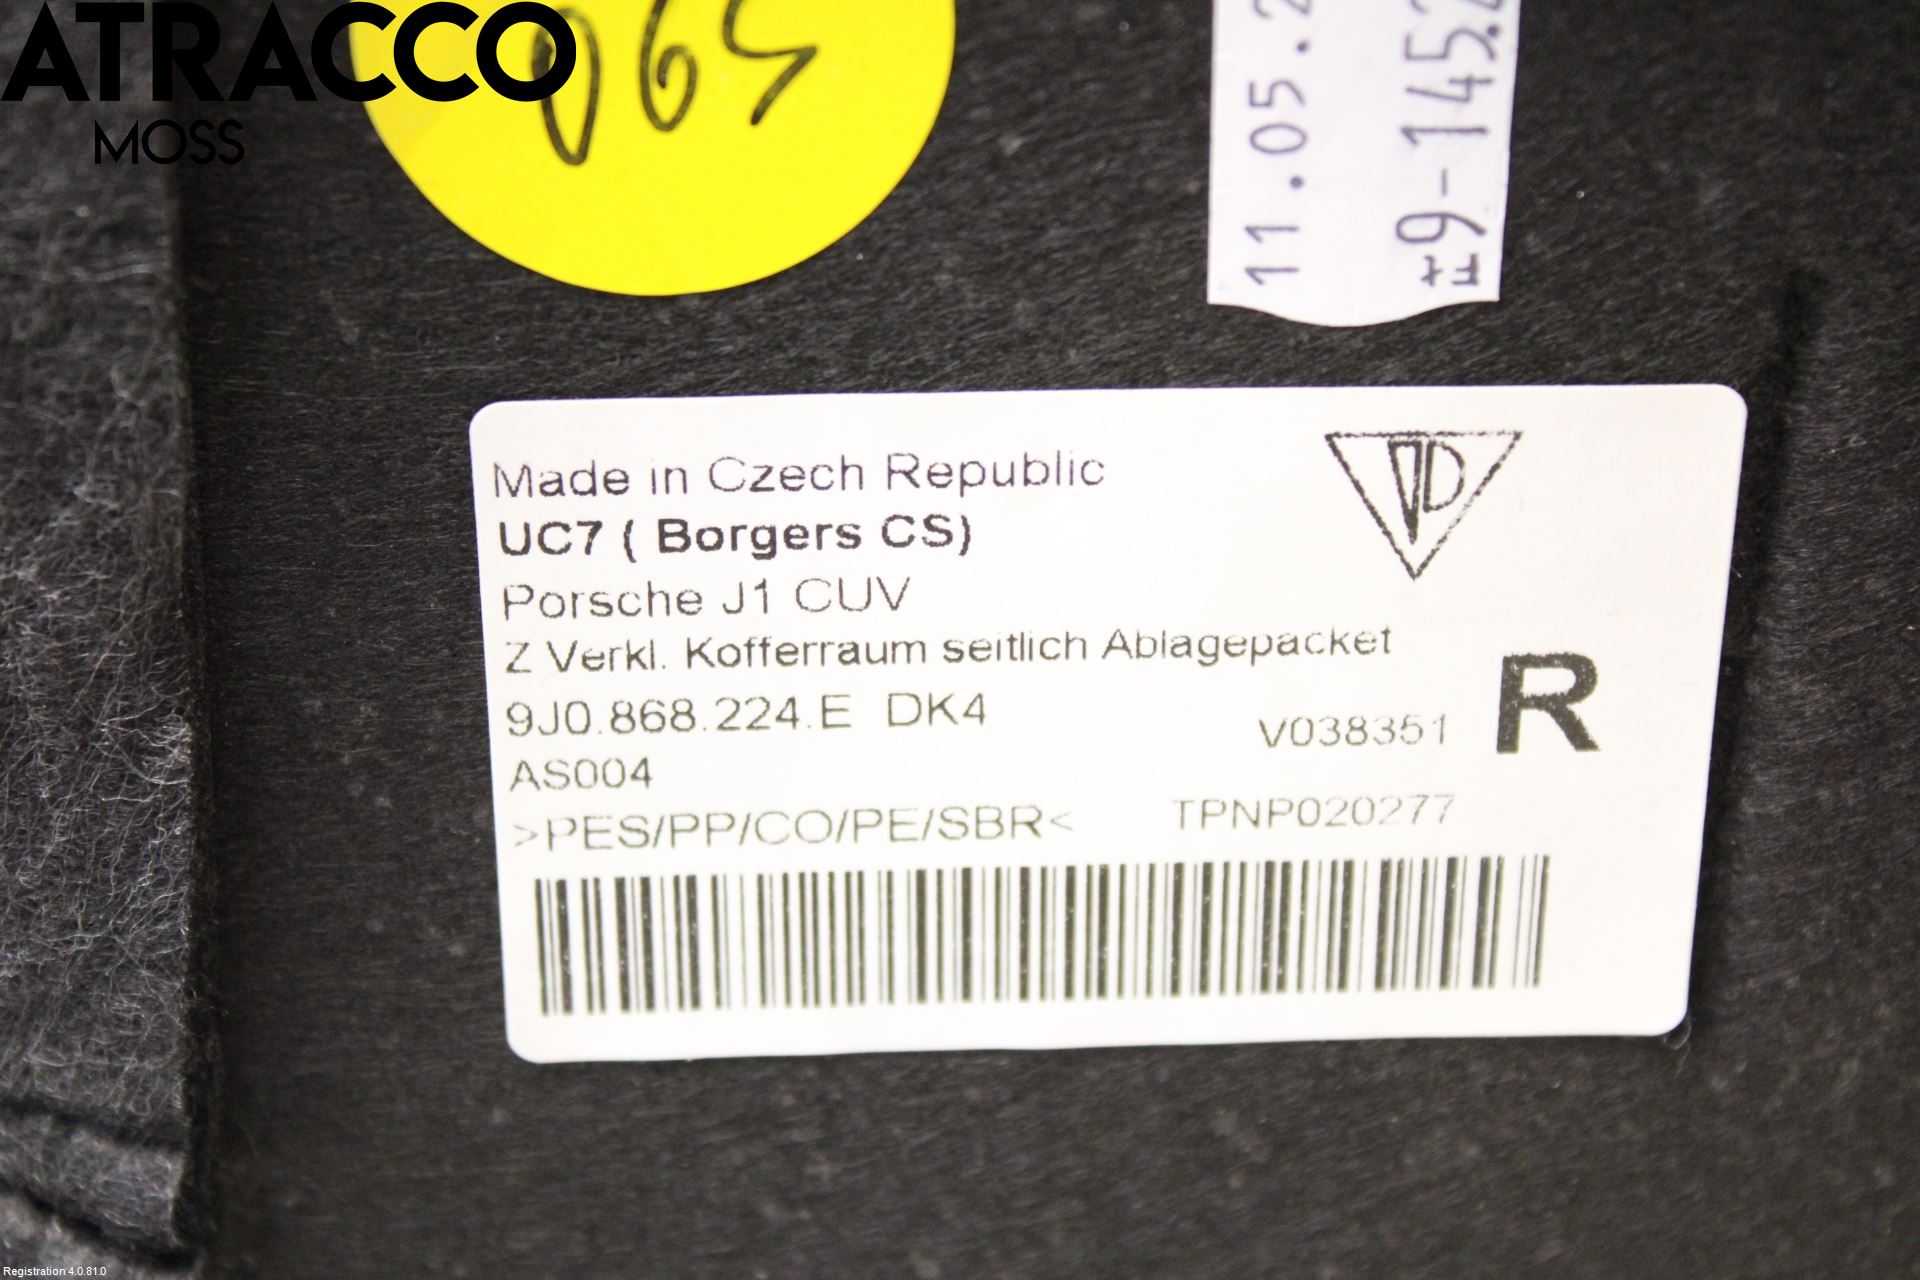 ATRACCO
MOSS
065
11.05.2
#9-1452
Made in Czech Republic
UC7 ( Borgers CS)
Porsche J1 CUV
Z Verkl. Kofferraum seitlich Ablagepacket
9J0.868.224.E DK4
V038351
R
AS004
>PES/PP/CO/PE/SBR<
TPNP020277
Registration 4.0.81.0